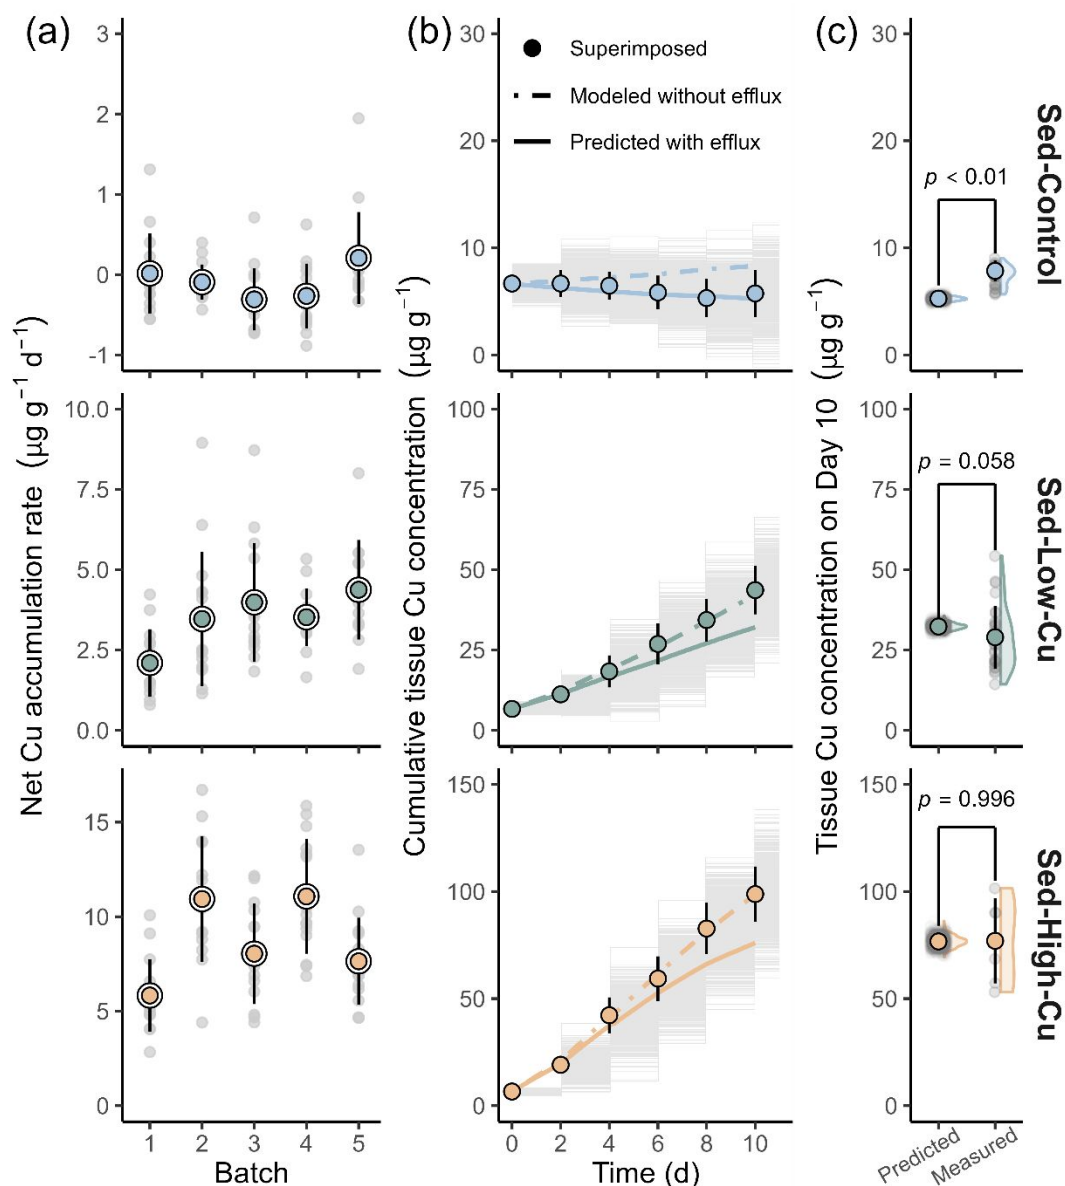 (a)
(b)
(c)
Net Cu accumulation rate (µg g⁻¹ d⁻¹)
3
2
1
0
-1
10.0
7.5
5.0
2.5
0.0
15
10
5
0
1 2 3 4 5
Batch
Cumulative tissue Cu concentration (µg g⁻¹)
30
20
10
0
100
75
50
25
0
150
100
50
0
0 2 4 6 8 10
Time (d)
Superimposed
Modeled without efflux
Predicted with efflux
Tissue Cu concentration on Day 10 (µg g⁻¹)
30
20
10
0
p < 0.01
Sed-Control
100
75
50
25
0
p = 0.058
Sed-Low-Cu
150
100
50
0
p = 0.996
Sed-High-Cu
Predicted
Measured